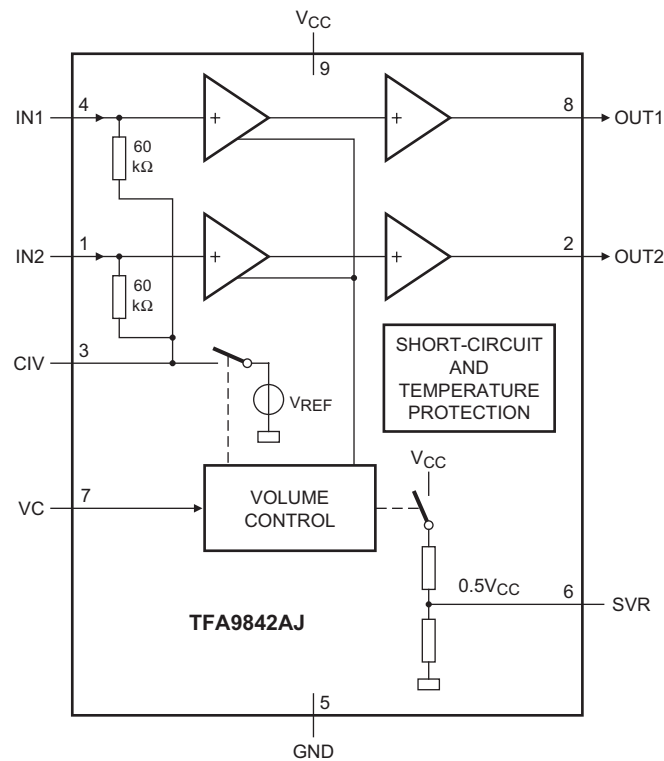 VCC
9
IN1
4
8
OUT1
+
+
60
kΩ
IN2
1
2
OUT2
+
+
60
kΩ
CIV
3
SHORT-CIRCUIT
AND
TEMPERATURE
PROTECTION
VREF
VCC
VC
7
VOLUME
CONTROL
0.5VCC
6
SVR
TFA9842AJ
5
GND